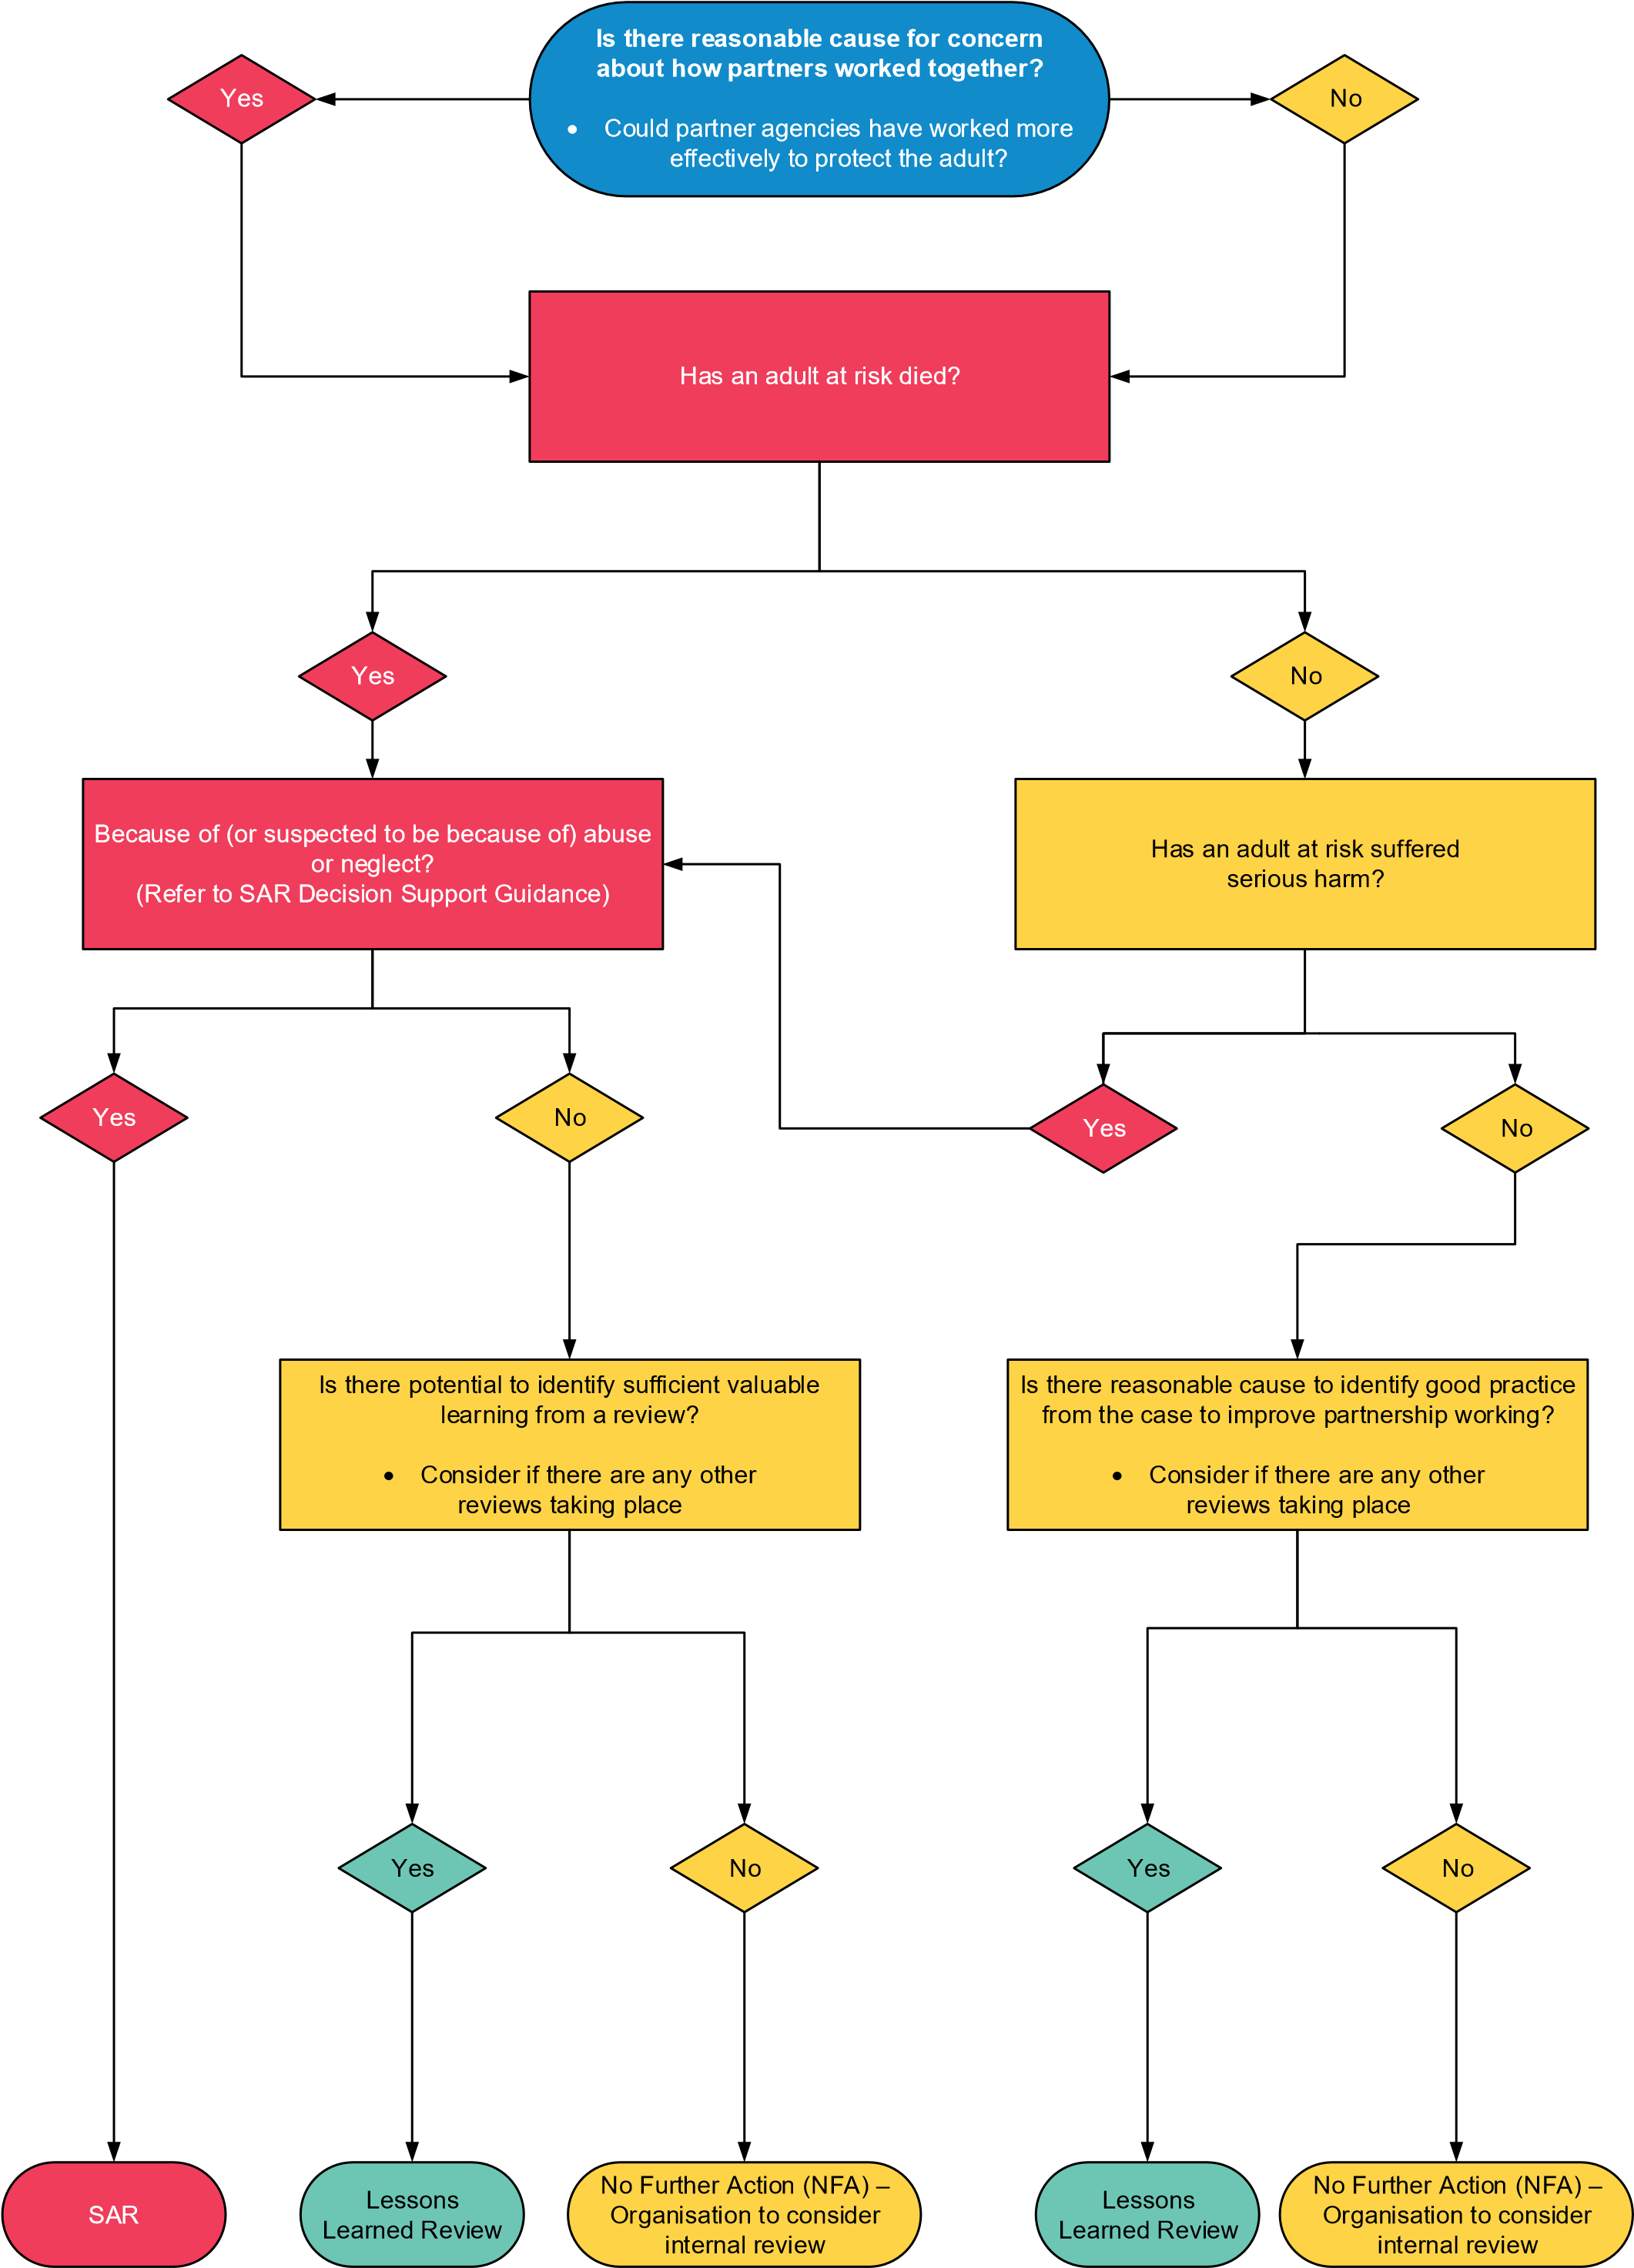 Is there reasonable cause for concern
about how partners worked together?
• Could partner agencies have worked more
effectively to protect the adult?
Yes
No
Has an adult at risk died?
Yes
No
Because of (or suspected to be because of) abuse
or neglect?
(Refer to SAR Decision Support Guidance)
Has an adult at risk suffered
serious harm?
Yes
No
Yes
No
Is there potential to identify sufficient valuable
learning from a review?
• Consider if there are any other
reviews taking place
Is there reasonable cause to identify good practice
from the case to improve partnership working?
• Consider if there are any other
reviews taking place
Yes
No
Yes
No
SAR
Lessons
Learned Review
No Further Action (NFA) –
Organisation to consider
internal review
Lessons
Learned Review
No Further Action (NFA) –
Organisation to consider
internal review